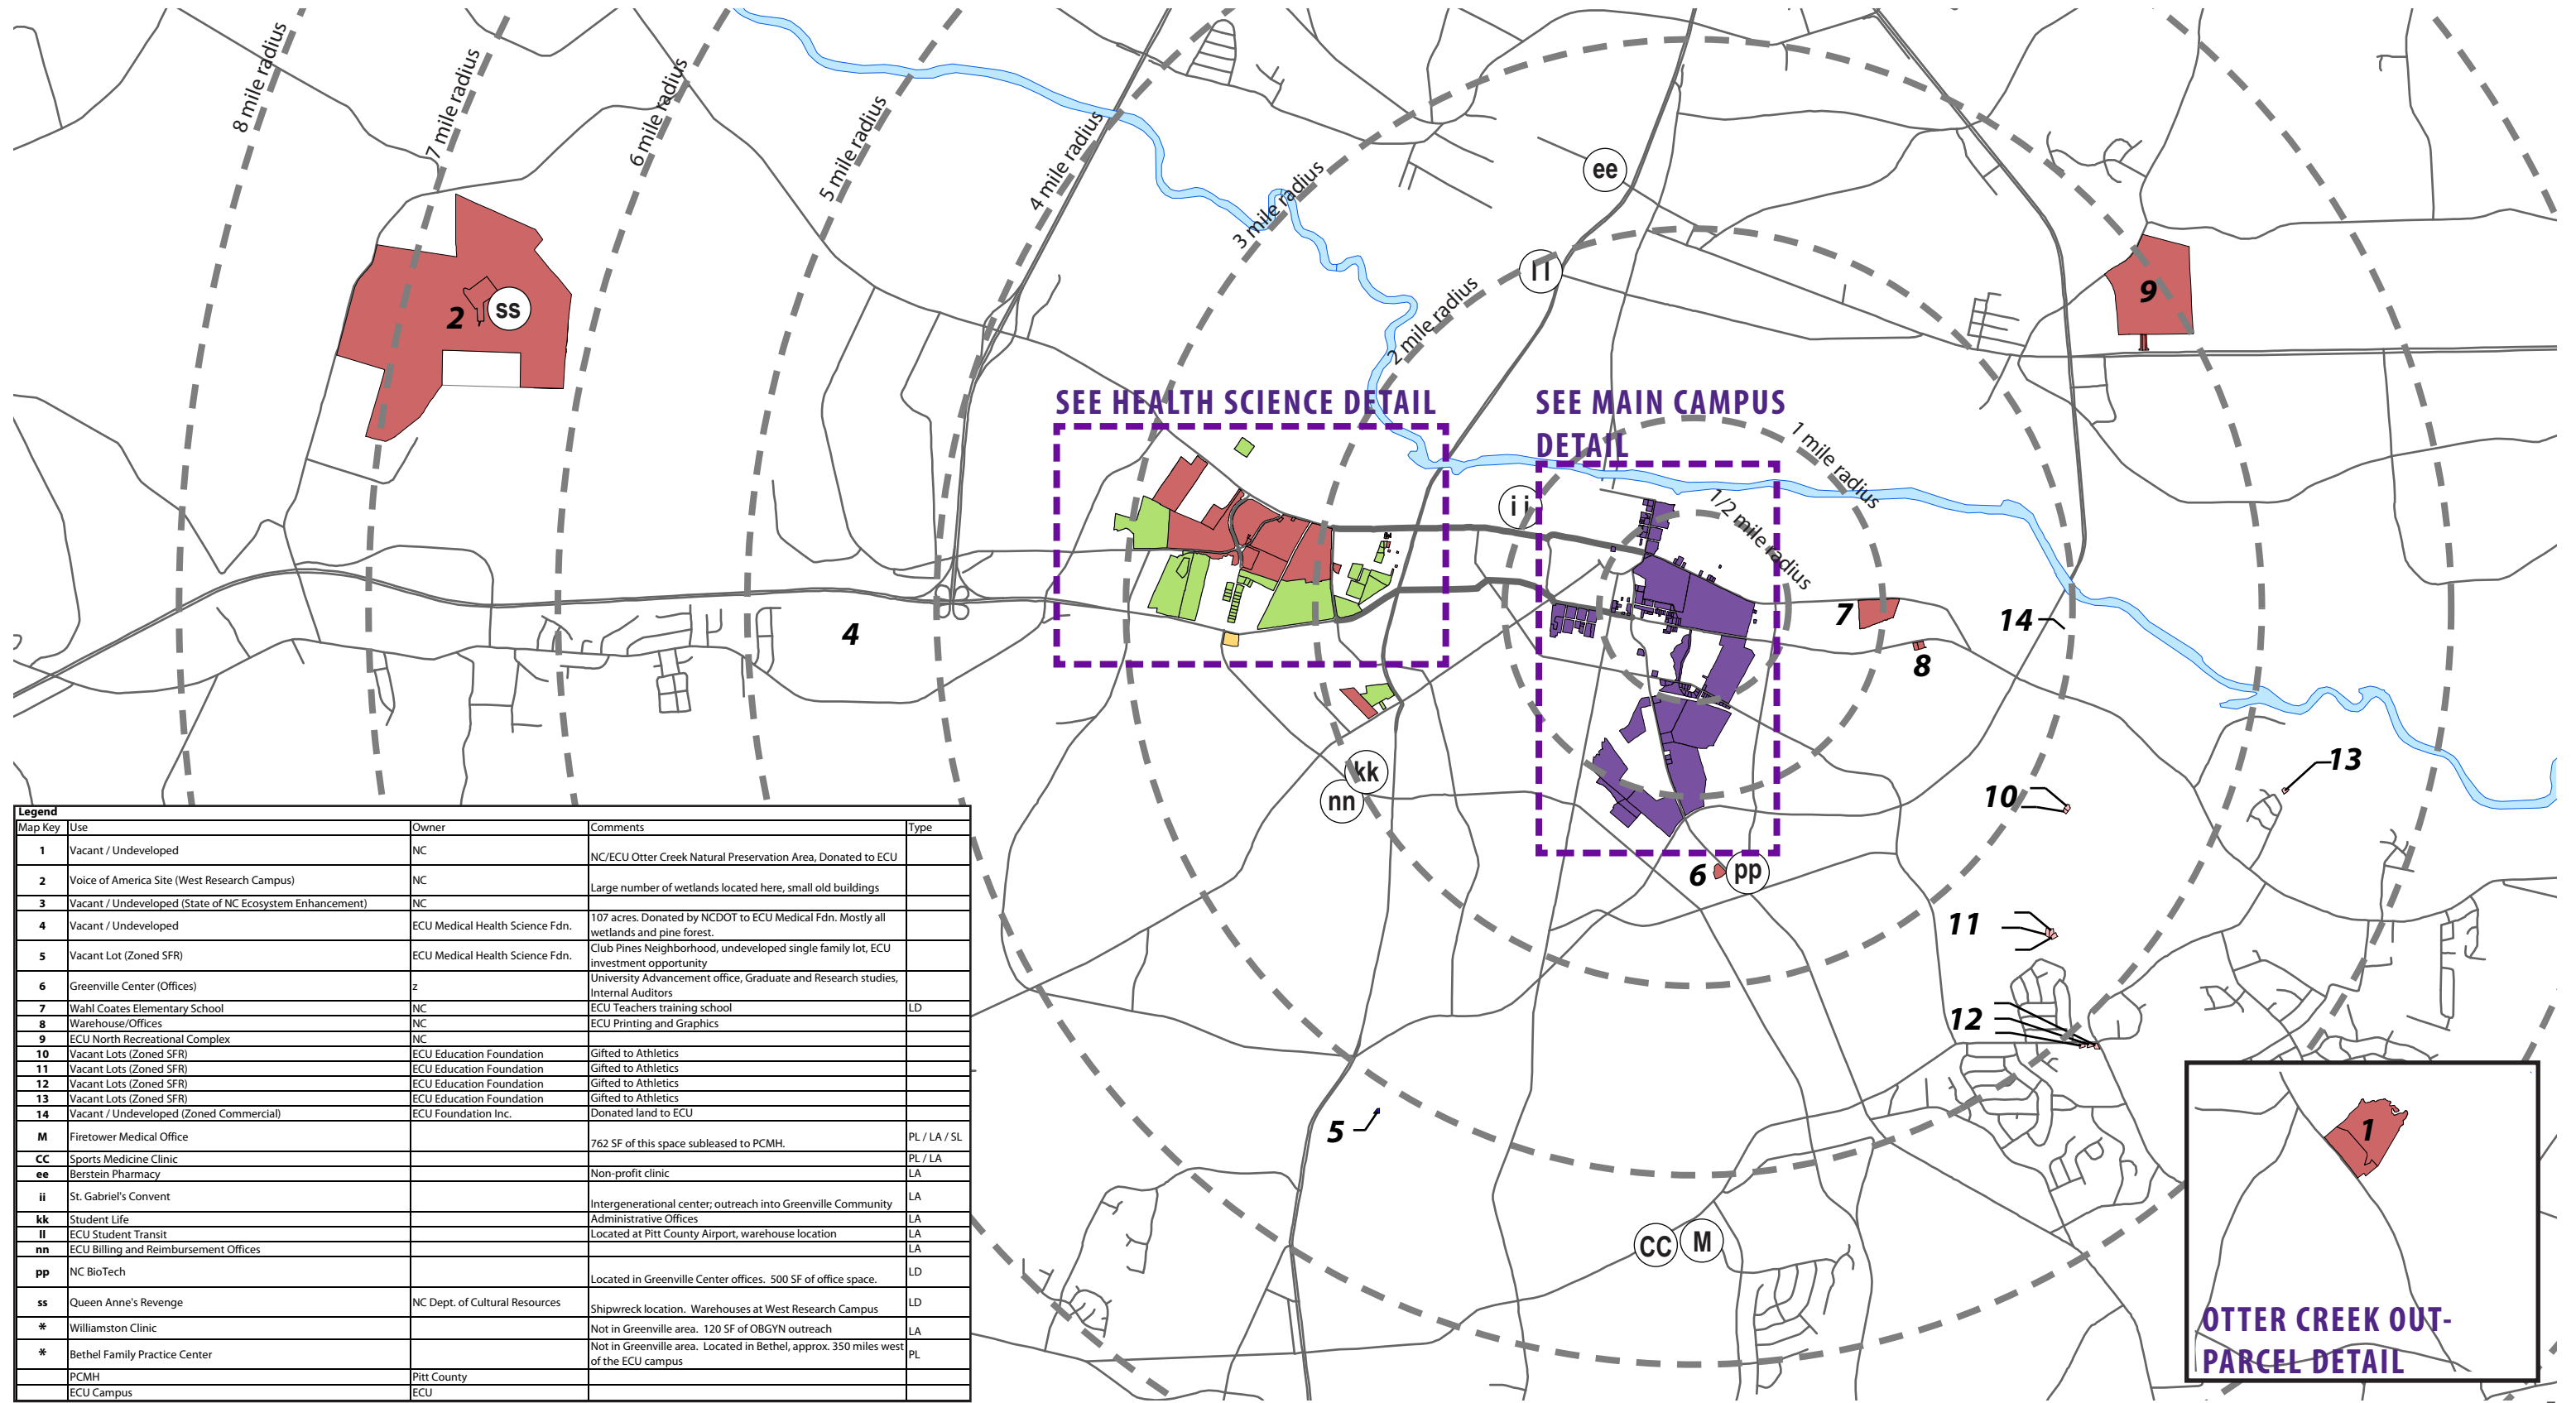 8 mile radius
7 mile radius
6 mile radius
5 mile radius
4 mile radius
3 mile radius
2 mile radius
1 mile radius
1/2 mile radius
ee
ll
2
ss
9
SEE HEALTH SCIENCE DETAIL
SEE MAIN CAMPUS
DETAIL
ii
4
7
14
8
kk
nn
13
10
6
pp
11
12
5
CC
M
1
OTTER CREEK OUT-
PARCEL DETAIL
Legend
Map Key Use Owner Comments Type
1 Vacant / Undeveloped NC NC/ECU Otter Creek Natural Preservation Area, Donated to ECU
2 Voice of America Site (West Research Campus) NC Large number of wetlands located here, small old buildings
3 Vacant / Undeveloped (State of NC Ecosystem Enhancement) NC
4 Vacant / Undeveloped ECU Medical Health Science Fdn. 107 acres. Donated by NCDOT to ECU Medical Fdn. Mostly all
wetlands and pine forest.
5 Vacant Lot (Zoned SFR) ECU Medical Health Science Fdn. Club Pines Neighborhood, undeveloped single family lot, ECU
investment opportunity
6 Greenville Center (Offices) z University Advancement office, Graduate and Research studies,
Internal Auditors
7 Wahl Coates Elementary School NC ECU Teachers training school LD
8 Warehouse/Offices NC ECU Printing and Graphics
9 ECU North Recreational Complex NC
10 Vacant Lots (Zoned SFR) ECU Education Foundation Gifted to Athletics
11 Vacant Lots (Zoned SFR) ECU Education Foundation Gifted to Athletics
12 Vacant Lots (Zoned SFR) ECU Education Foundation Gifted to Athletics
13 Vacant Lots (Zoned SFR) ECU Education Foundation Gifted to Athletics
14 Vacant / Undeveloped (Zoned Commercial) ECU Foundation Inc. Donated land to ECU
M Firetower Medical Office 762 SF of this space subleased to PCMH. PL / LA / SL
CC Sports Medicine Clinic PL / LA
ee Berstein Pharmacy Non-profit clinic LA
ii St. Gabriel's Convent Intergenerational center; outreach into Greenville Community LA
kk Student Life Administrative Offices LA
ll ECU Student Transit Located at Pitt County Airport, warehouse location LA
nn ECU Billing and Reimbursement Offices LA
pp NC BioTech Located in Greenville Center offices. 500 SF of office space. LD
ss Queen Anne's Revenge NC Dept. of Cultural Resources Shipwreck location. Warehouses at West Research Campus LD
* Williamston Clinic Not in Greenville area. 120 SF of OBGYN outreach LA
* Bethel Family Practice Center Not in Greenville area. Located in Bethel, approx. 350 miles west
of the ECU campus PL
PCMH Pitt County
ECU Campus ECU